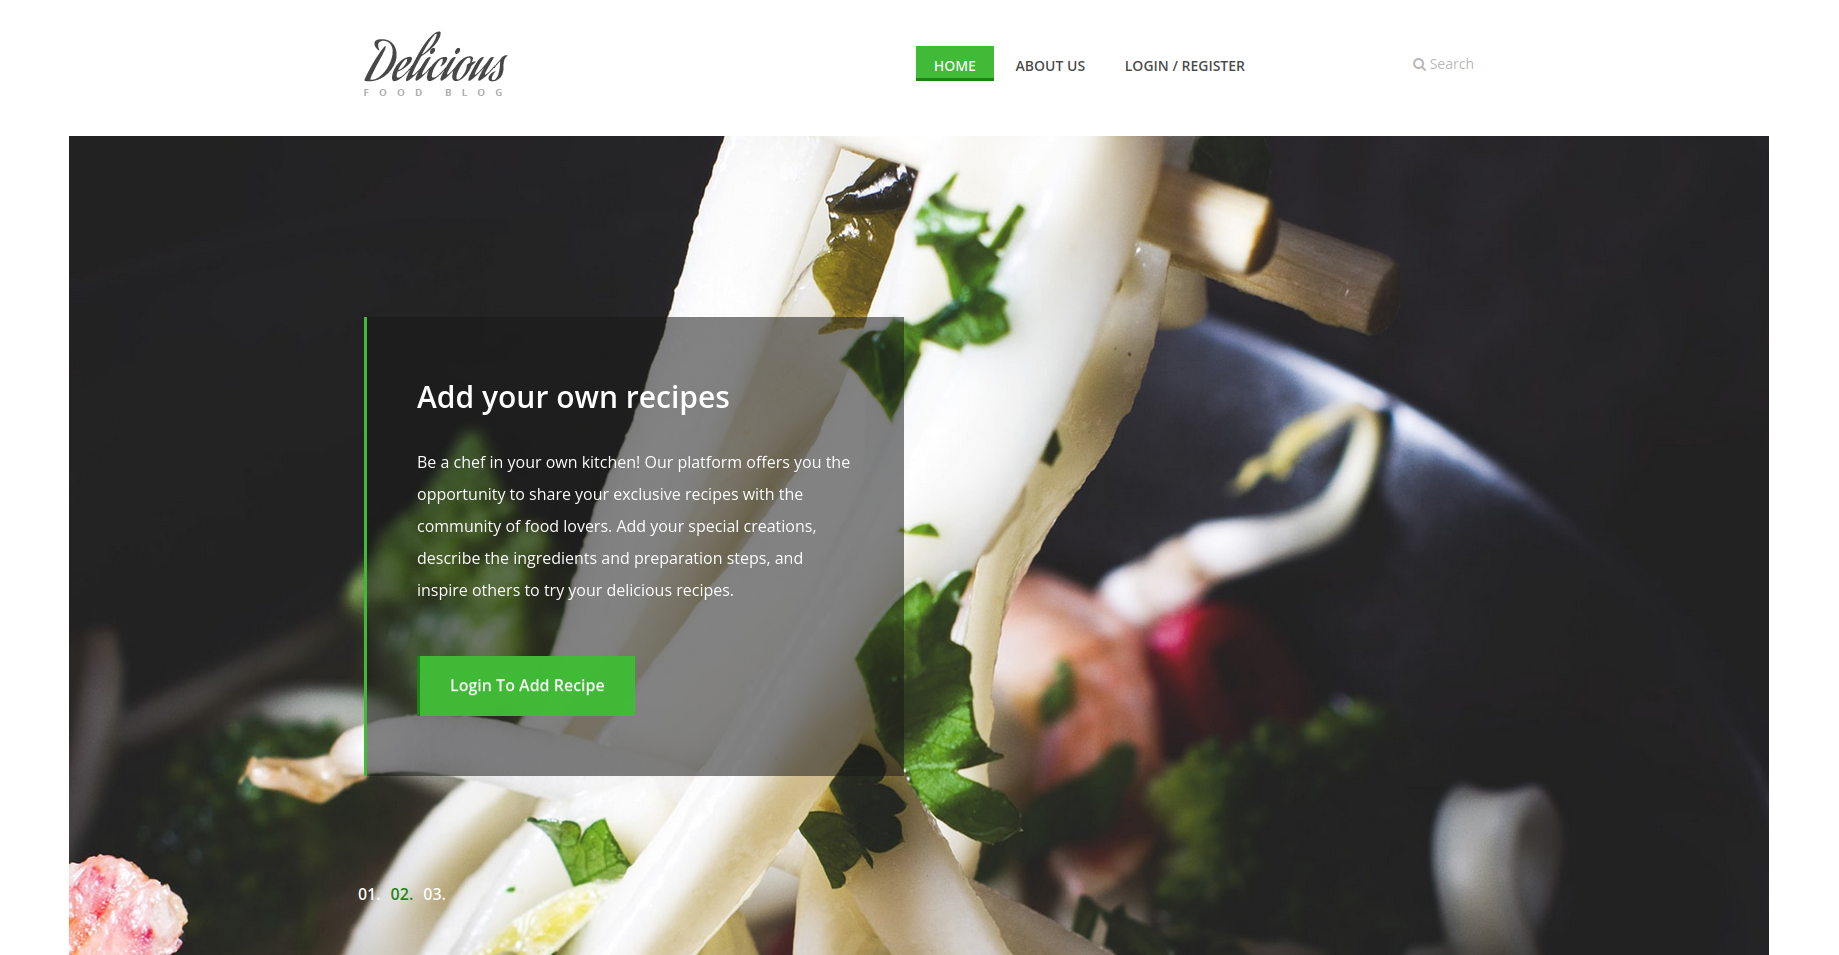 Delicious
FOOD BLOG
HOME ABOUT US LOGIN / REGISTER Search
Add your own recipes
Be a chef in your own kitchen! Our platform offers you the
opportunity to share your exclusive recipes with the
community of food lovers. Add your special creations,
describe the ingredients and preparation steps, and
inspire others to try your delicious recipes.
Login To Add Recipe
01. 02. 03.